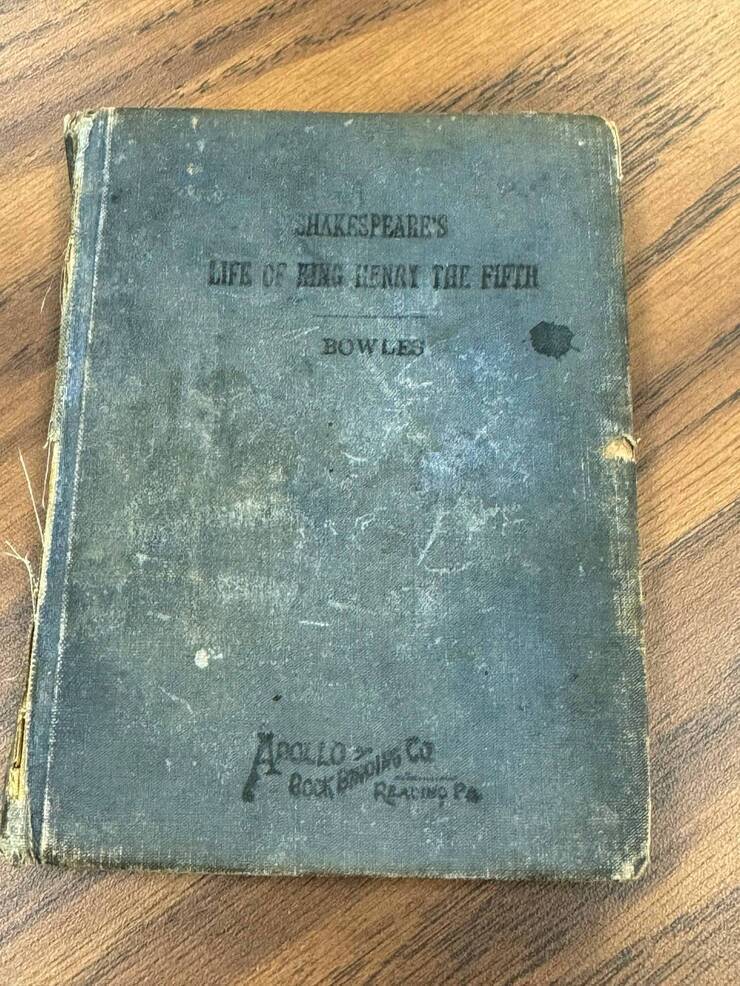 SHAKESPEARE'S
LIFE OF KING HENRY THE FIFTH
BOWLES
APOLLO
BOOK BINDING CO
READING PA